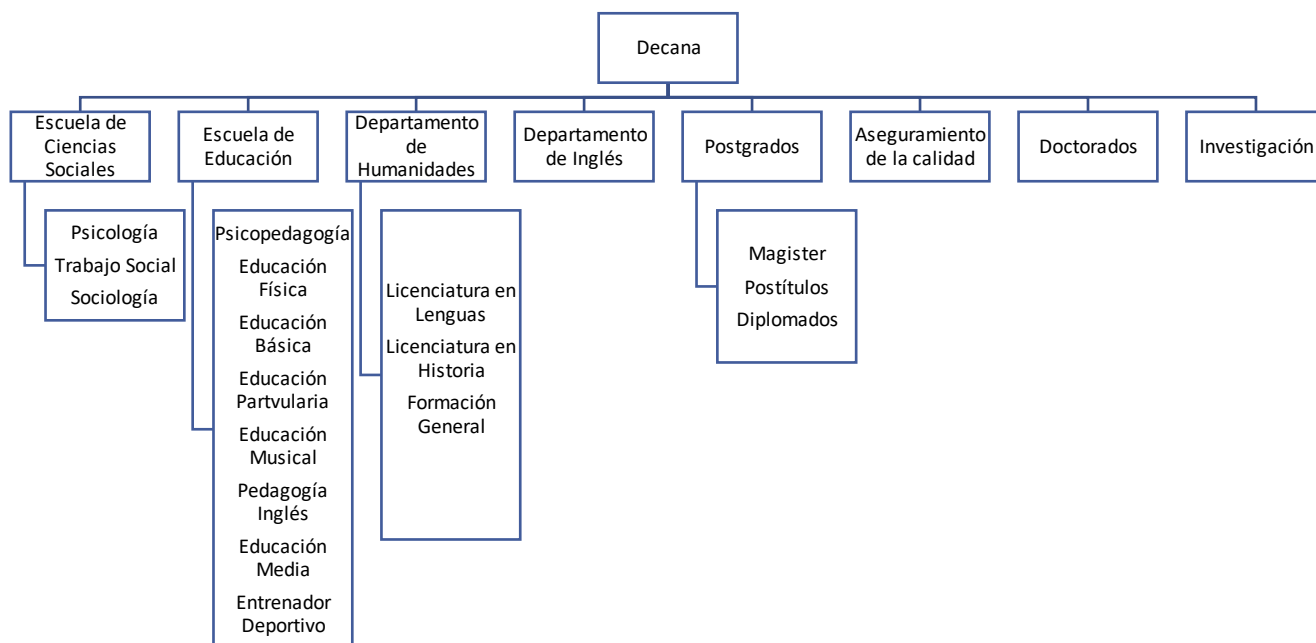 Decana
Escuela de
Ciencias
Sociales
Escuela de
Educación
Departamento
de
Humanidades
Departamento
de Inglés
Postgrados
Aseguramiento
de la calidad
Doctorados
Investigación
Psicología
Trabajo Social
Sociología
Psicopedagogía
Educación
Física
Educación
Básica
Educación
Partvularia
Educación
Musical
Pedagogía
Inglés
Educación
Media
Entrenador
Deportivo
Licenciatura en
Lenguas
Licenciatura en
Historia
Formación
General
Magister
Postítulos
Diplomados